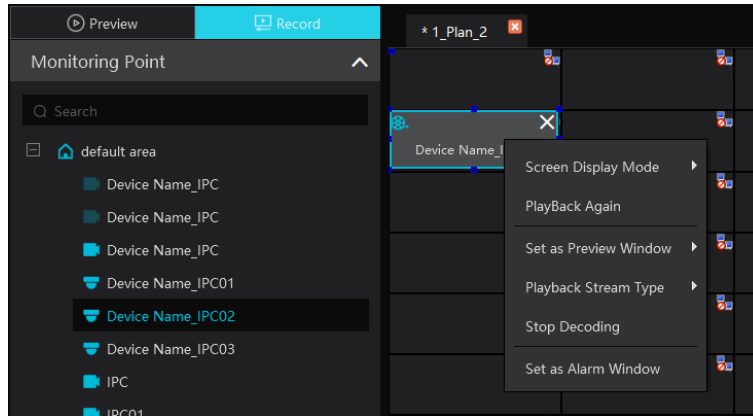 Preview
Record
* 1_Plan_2
Monitoring Point
Search
default area
Device Name_IPC
Device Name_IPC
Device Name_IPC
Device Name_IPC01
Device Name_IPC02
Device Name_IPC03
IPC
IPC01
Device Name_I
Screen Display Mode
PlayBack Again
Set as Preview Window
Playback Stream Type
Stop Decoding
Set as Alarm Window